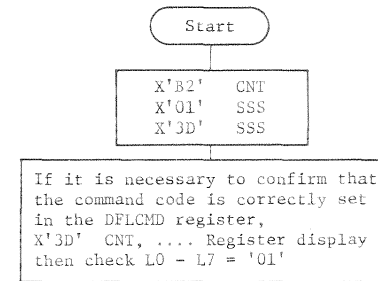 Start
X'B2' CNT
X'01' SSS
X'3D' SSS
If it is necessary to confirm that
the command code is correctly set
in the DFLCMD register,
X'3D' CNT, .... Register display
then check L0 - L7 = '01'